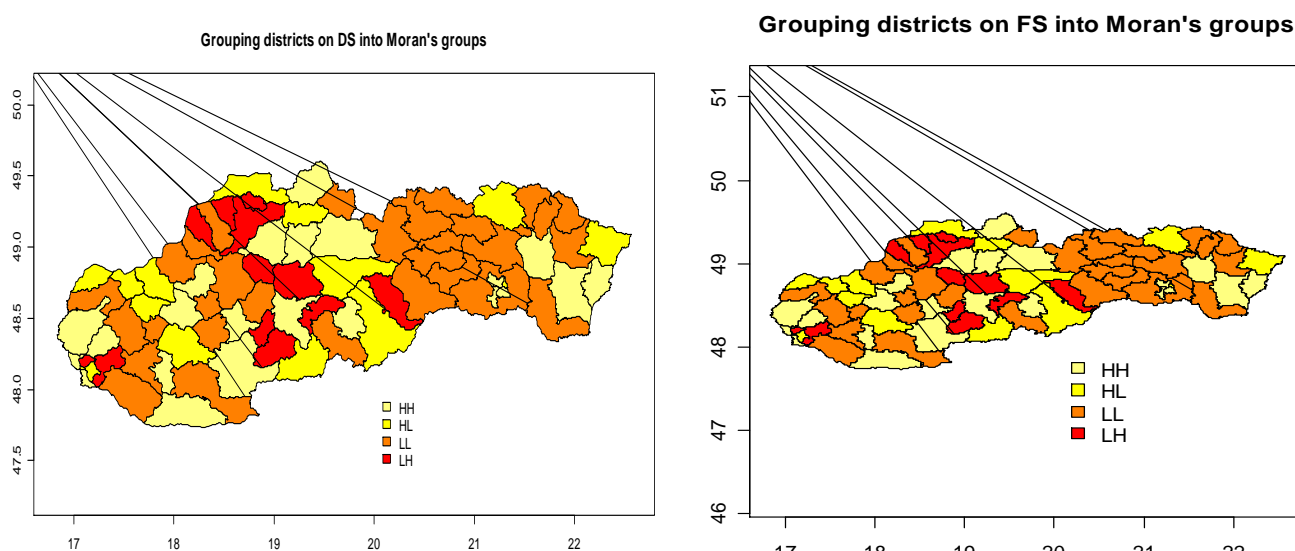 Grouping districts on DS into Moran's groups
50.0
49.5
49.0
48.5
48.0
47.5
17 18 19 20 21 22
HH
HL
LL
LH
Grouping districts on FS into Moran's groups
51
50
49
48
47
46
17 18 19 20 21 22
HH
HL
LL
LH